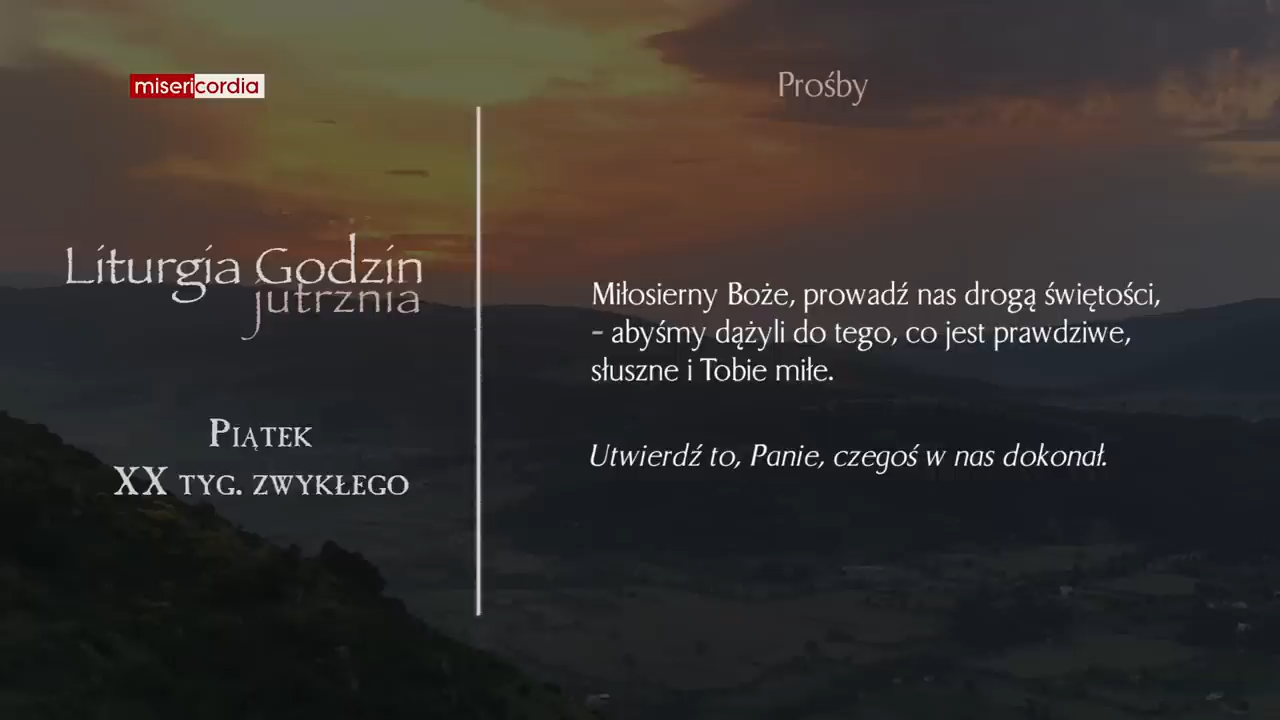 misericordia
Liturgia Godzin
jutrznia
Piątek
XX tyg. zwykłego
Prośby
Miłosierny Boże, prowadź nas drogą świętości,
- abyśmy dążyli do tego, co jest prawdziwe,
słuszne i Tobie miłe.
Utwierdź to, Panie, czegoś w nas dokonał.